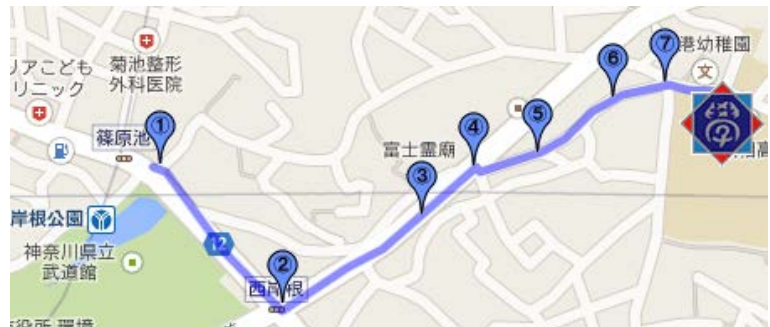 リアこども
リニック
菊池整形
外科医院
篠原池
①
②
③
④
⑤
⑥
⑦
港幼稚園
文
富士霊廟
岸根公園
12
神奈川県立
武道館
西岸根